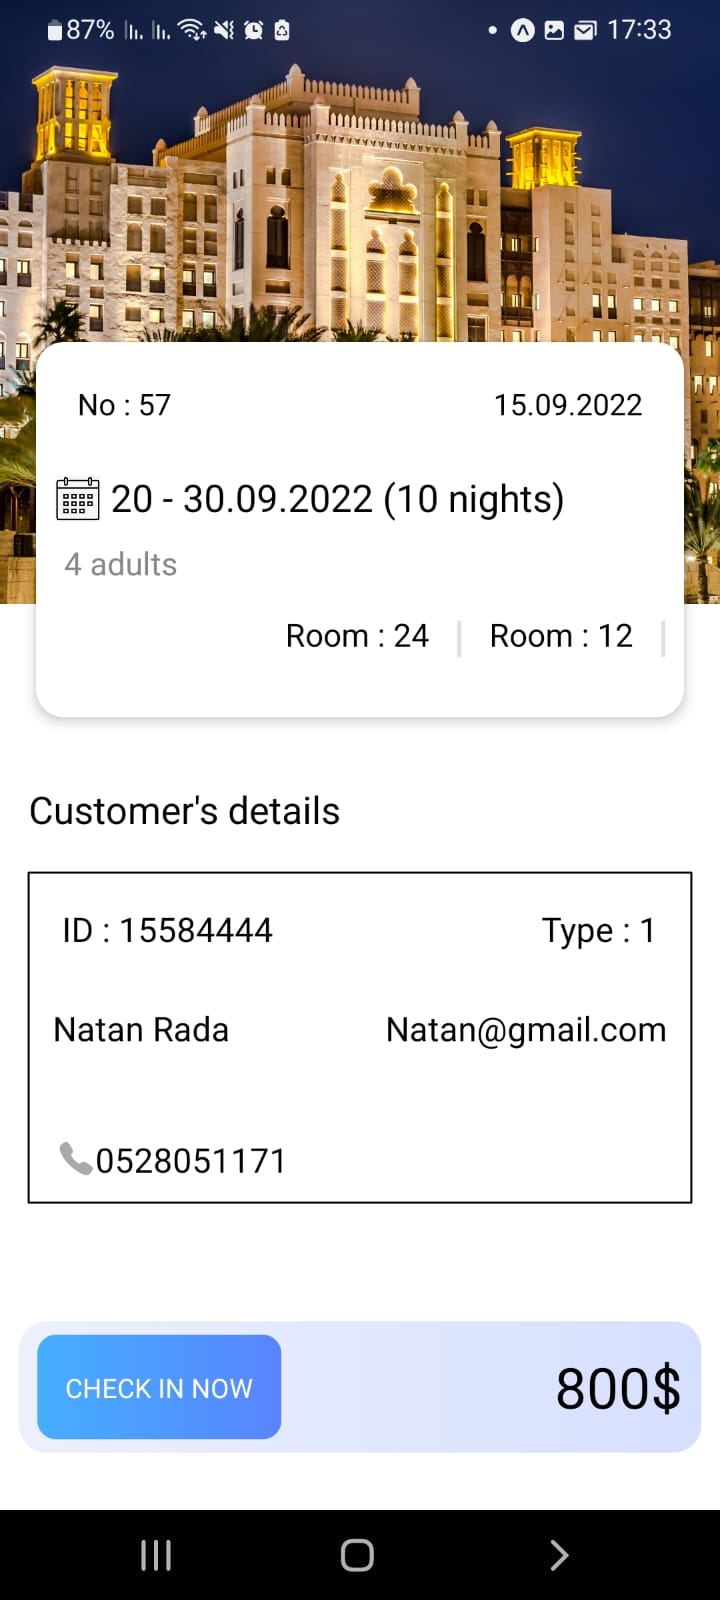 87% 17:33
No : 57 15.09.2022
20 - 30.09.2022 (10 nights)
4 adults
Room : 24 | Room : 12 |
Customer's details
ID : 15584444 Type : 1
Natan Rada Natan@gmail.com
0528051171
CHECK IN NOW 800$